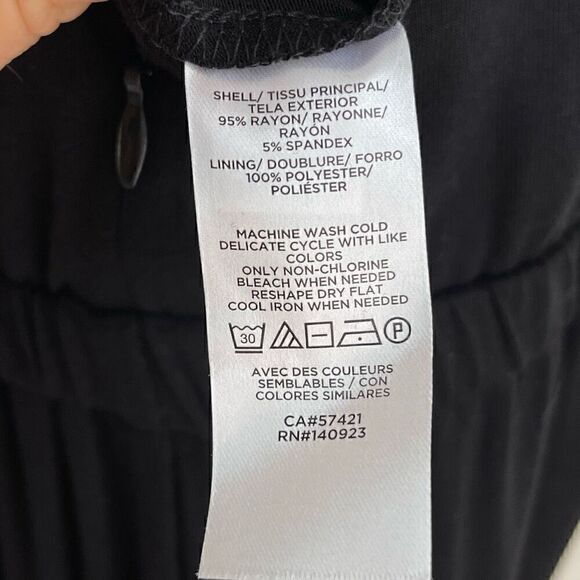 SHELL/ TISSU PRINCIPAL/
TELA EXTERIOR
95% RAYON/ RAYONNE/
RAYÓN
5% SPANDEX
LINING/ DOUBLURE/ FORRO
100% POLYESTER/
POLIÉSTER
MACHINE WASH COLD
DELICATE CYCLE WITH LIKE
COLORS
ONLY NON-CHLORINE
BLEACH WHEN NEEDED
RESHAPE DRY FLAT
COOL IRON WHEN NEEDED
30 P
AVEC DES COULEURS
SEMBLABLES / CON
COLORES SIMILARES
CA#57421
RN#140923